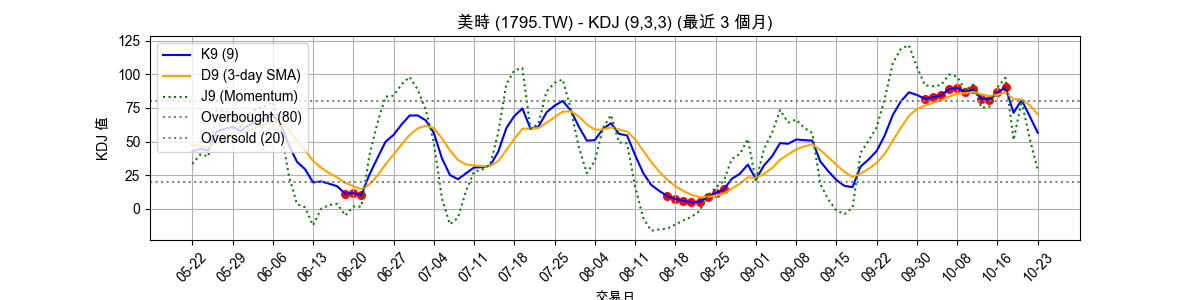 美時 (1795.TW) - KDJ (9,3,3) (最近 3 個月)
KDJ 值
125
100
75
50
25
0
K9 (9)
D9 (3-day SMA)
J9 (Momentum)
Overbought (80)
Oversold (20)
05-22 05-29 06-06 06-13 06-20 06-27 07-04 07-11 07-18 07-25 08-04 08-11 08-18 08-25 09-01 09-08 09-15 09-22 09-30 10-08 10-16 10-23
交易日